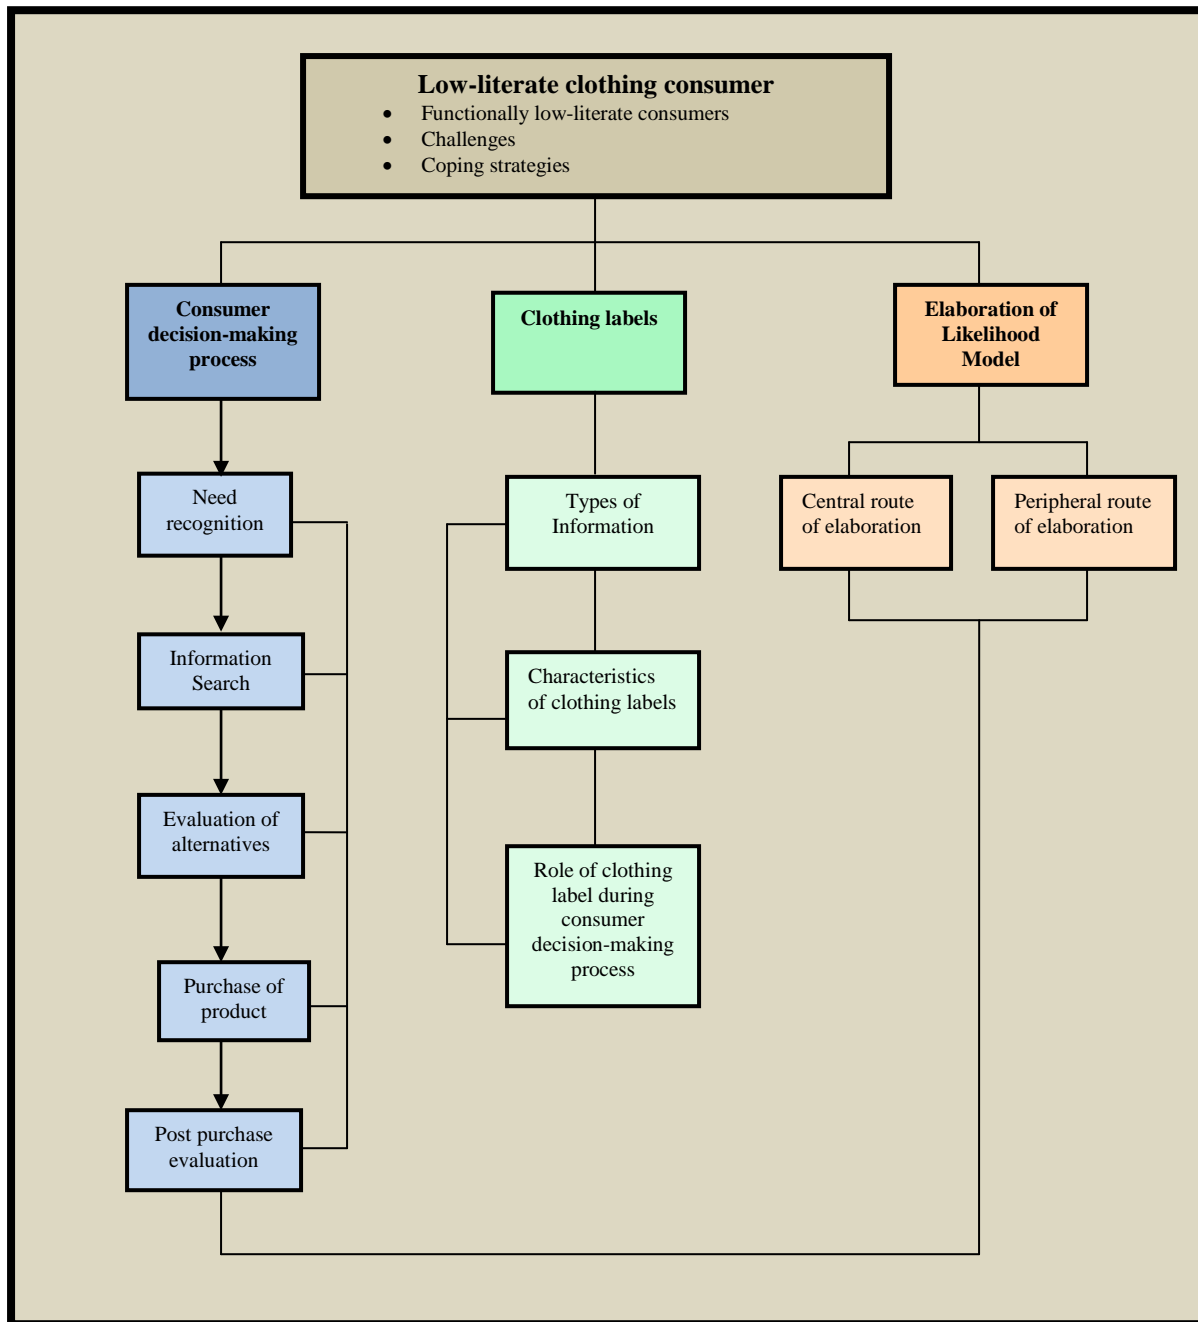 Low-literate clothing consumer
• Functionally low-literate consumers
• Challenges
• Coping strategies
Consumer
decision-making
process
Clothing labels
Elaboration of
Likelihood
Model
Need
recognition
Types of
Information
Central route
of elaboration
Peripheral route
of elaboration
Information
Search
Characteristics
of clothing labels
Evaluation of
alternatives
Role of clothing
label during
consumer
decision-making
process
Purchase of
product
Post purchase
evaluation